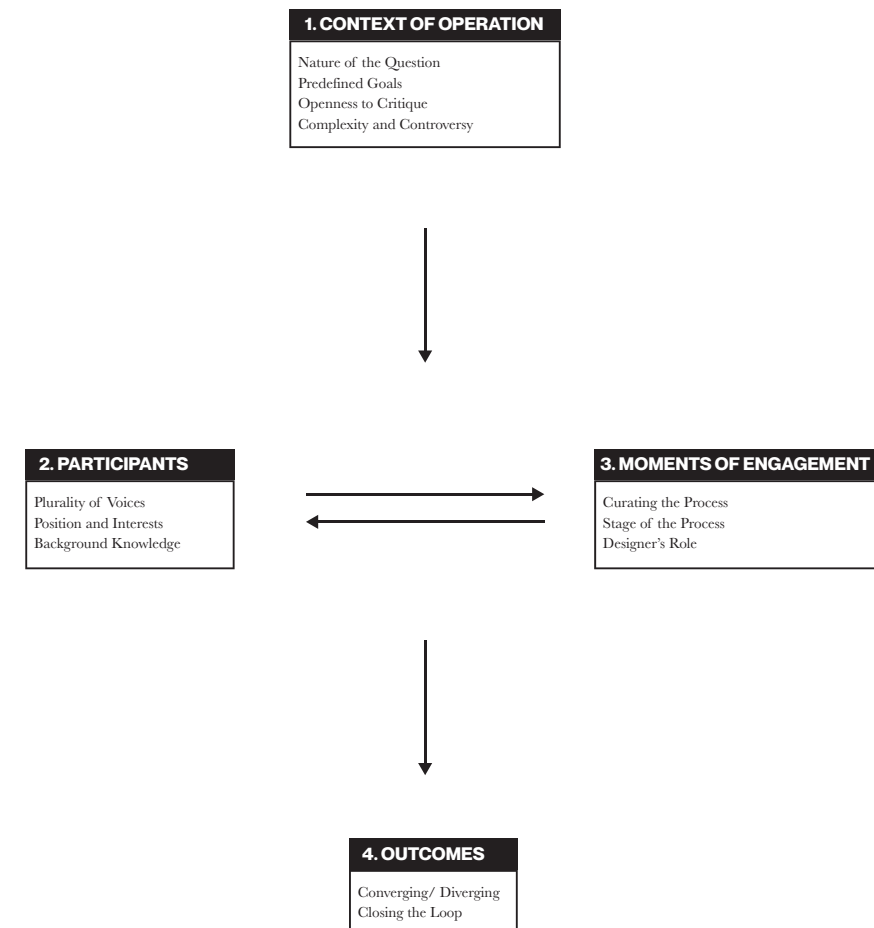 1. CONTEXT OF OPERATION
Nature of the Question
Predefined Goals
Openness to Critique
Complexity and Controversy
2. PARTICIPANTS
Plurality of Voices
Position and Interests
Background Knowledge
3. MOMENTS OF ENGAGEMENT
Curating the Process
Stage of the Process
Designer's Role
4. OUTCOMES
Converging/ Diverging
Closing the Loop